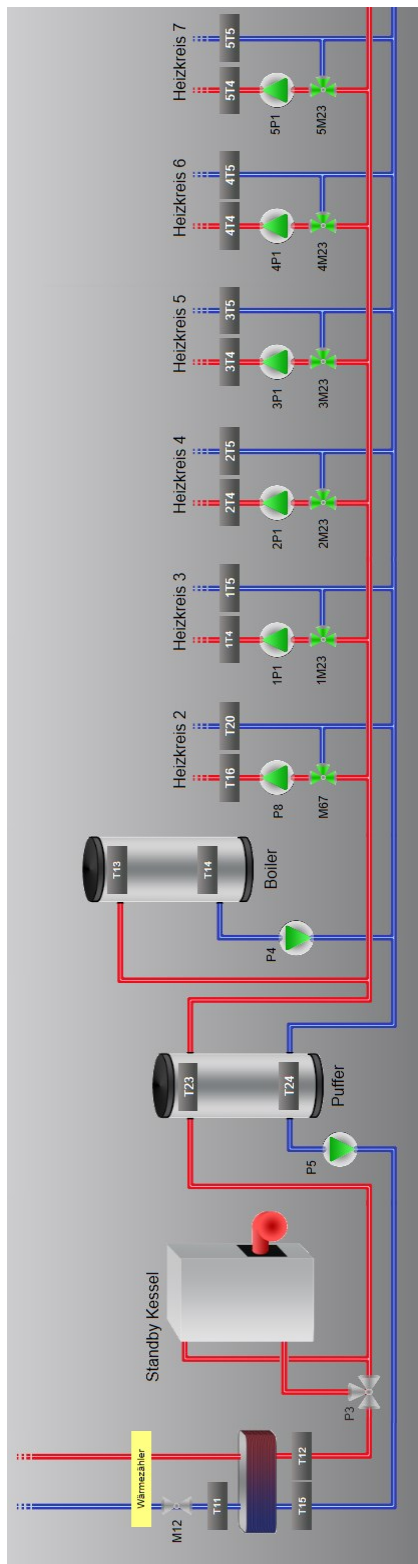 Heizkreis 7
5T4
5T5
5P1
5M23
Heizkreis 6
4T4
4T5
4P1
4M23
Heizkreis 5
3T4
3T5
3P1
3M23
Heizkreis 4
2T4
2T5
2P1
2M23
Heizkreis 3
1T4
1T5
1P1
1M23
Heizkreis 2
T16
T20
P8
M67
T13
T14
Boiler
P4
T23
T24
Puffer
P5
Standby Kessel
P3
Wärmezähler
M12
T11
T15
T12